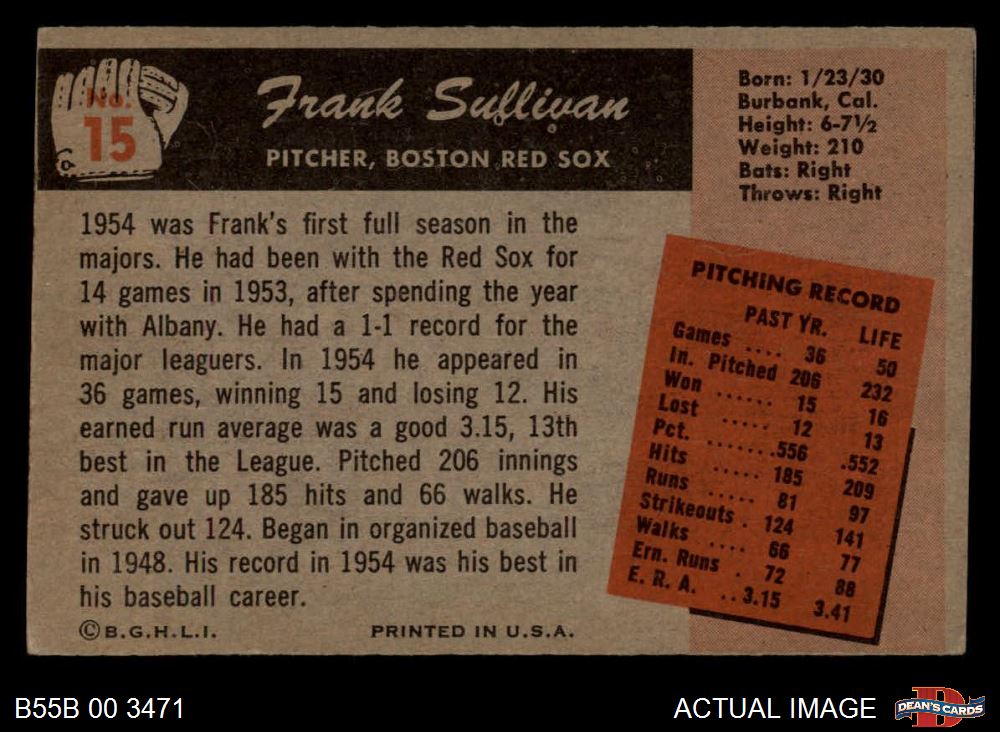 No.
15
Frank Sullivan
PITCHER, BOSTON RED SOX
Born: 1/23/30
Burbank, Cal.
Height: 6-7½
Weight: 210
Bats: Right
Throws: Right
1954 was Frank's first full season in the
majors. He had been with the Red Sox for
14 games in 1953, after spending the year
with Albany. He had a 1-1 record for the
major leaguers. In 1954 he appeared in
36 games, winning 15 and losing 12. His
earned run average was a good 3.15, 13th
best in the League. Pitched 206 innings
and gave up 185 hits and 66 walks. He
struck out 124. Began in organized baseball
in 1948. His record in 1954 was his best in
his baseball career.
PITCHING RECORD
PAST YR. LIFE
Games .... 36 50
In. Pitched 206 232
Won ...... 15 16
Lost ..... 12 13
Pct. .......556 .552
Hits ..... 185 209
Runs ..... 81 97
Strikeouts . 124 141
Walks .... 66 77
Ern. Runs . 72 88
E. R. A. ..3.15 3.41
©B.G.H.L.I. PRINTED IN U.S.A.
B55B 00 3471 ACTUAL IMAGE
DEAN'S CARDS